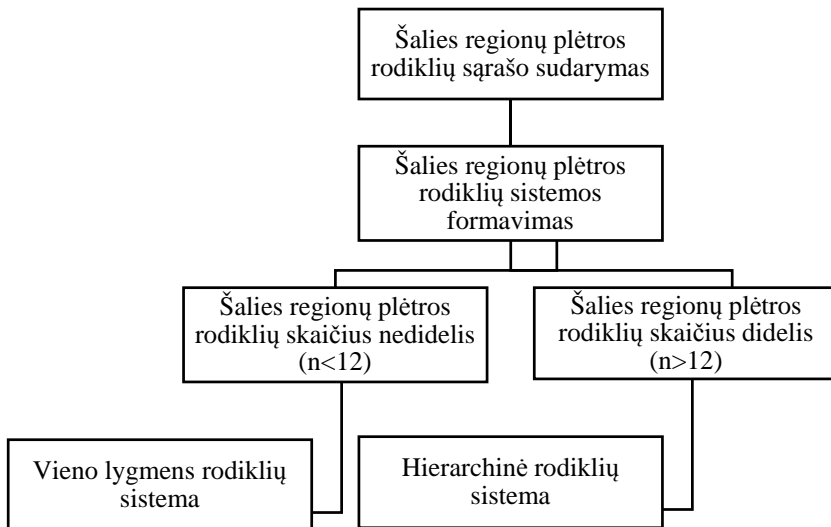 Šalies regionų plėtros
rodiklių sąrašo sudarymas
Šalies regionų plėtros
rodiklių sistemos
formavimas
Šalies regionų plėtros
rodiklių skaičius nedidelis
(n<12)
Šalies regionų plėtros
rodiklių skaičius didelis
(n>12)
Vieno lygmens rodiklių
sistema
Hierarchinė rodiklių
sistema